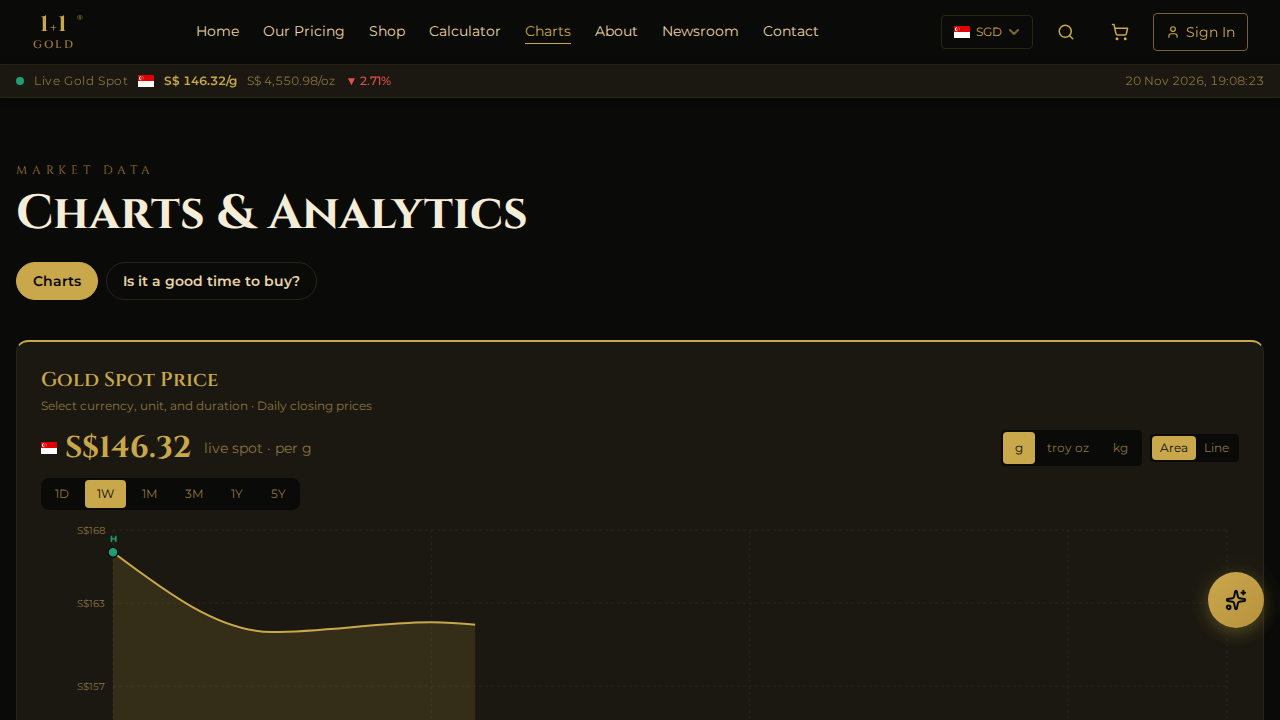 1+1 ®
GOLD
Home Our Pricing Shop Calculator Charts About Newsroom Contact
SGD
Sign In
Live Gold Spot S$ 146.32/g S$ 4,550.98/oz ▼ 2.71%
20 Nov 2026, 19:08:23
MARKET DATA
Charts & Analytics
Charts Is it a good time to buy?
Gold Spot Price
Select currency, unit, and duration · Daily closing prices
S$146.32 live spot · per g
g troy oz kg Area Line
1D 1W 1M 3M 1Y 5Y
S$168
H
S$163
S$157